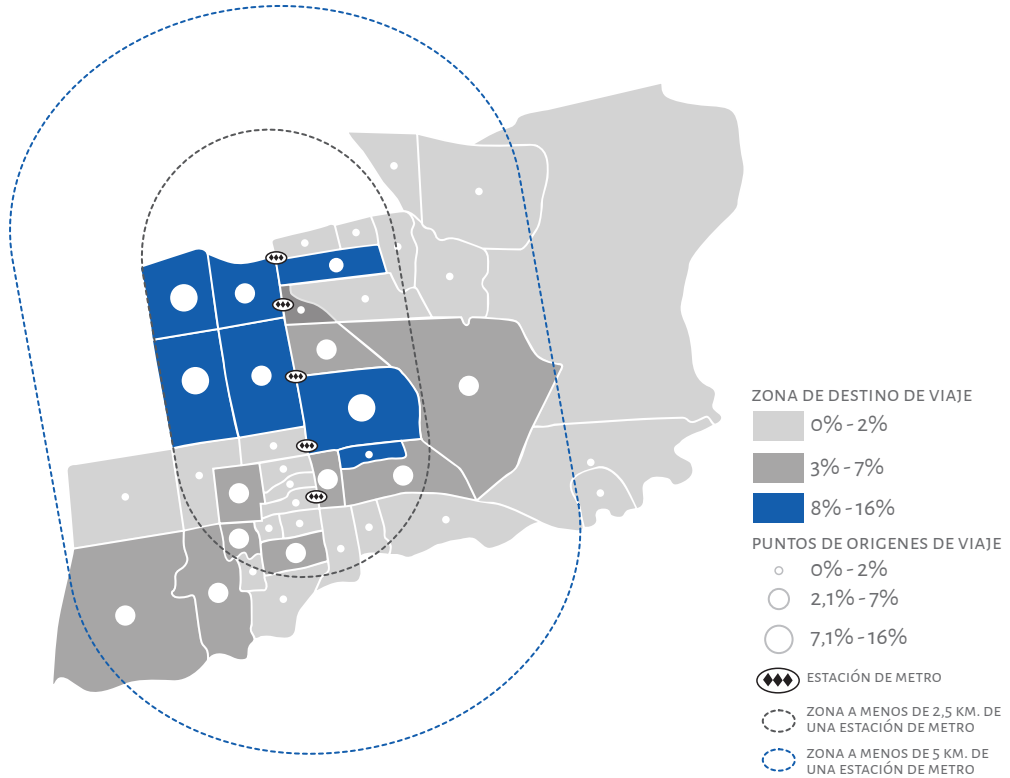 ZONA DE DESTINO DE VIAJE
0% - 2%
3% - 7%
8% - 16%
PUNTOS DE ORIGENES DE VIAJE
0% - 2%
2,1% - 7%
7,1% - 16%
ESTACIÓN DE METRO
ZONA A MENOS DE 2,5 KM. DE
UNA ESTACIÓN DE METRO
ZONA A MENOS DE 5 KM. DE
UNA ESTACIÓN DE METRO